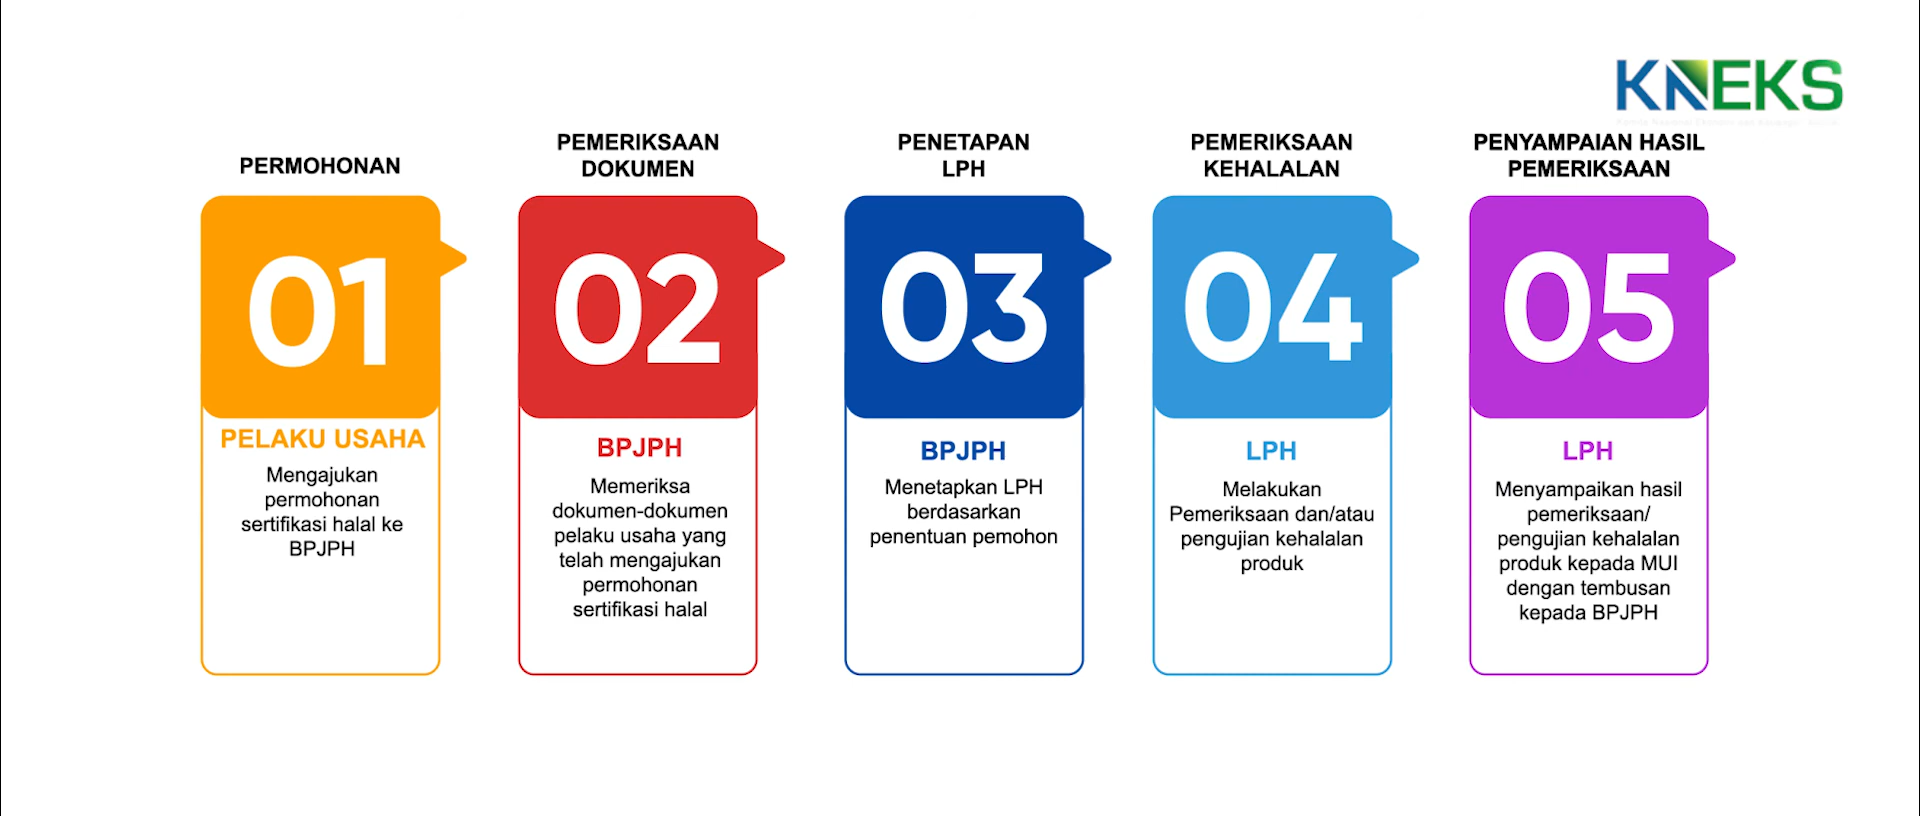 KNEKS
PERMOHONAN
01
PELAKU USAHA
Mengajukan
permohonan
sertifikasi halal ke
BPJPH
PEMERIKSAAN
DOKUMEN
02
BPJPH
Memeriksa
dokumen-dokumen
pelaku usaha yang
telah mengajukan
permohonan
sertifikasi halal
PENETAPAN
LPH
03
BPJPH
Menetapkan LPH
berdasarkan
penentuan pemohon
PEMERIKSAAN
KEHALALAN
04
LPH
Melakukan
Pemeriksaan dan/atau
pengujian kehalalan
produk
PENYAMPAIAN HASIL
PEMERIKSAAN
05
LPH
Menyampaikan hasil
pemeriksaan/
pengujian kehalalan
produk kepada MUI
dengan tembusan
kepada BPJPH